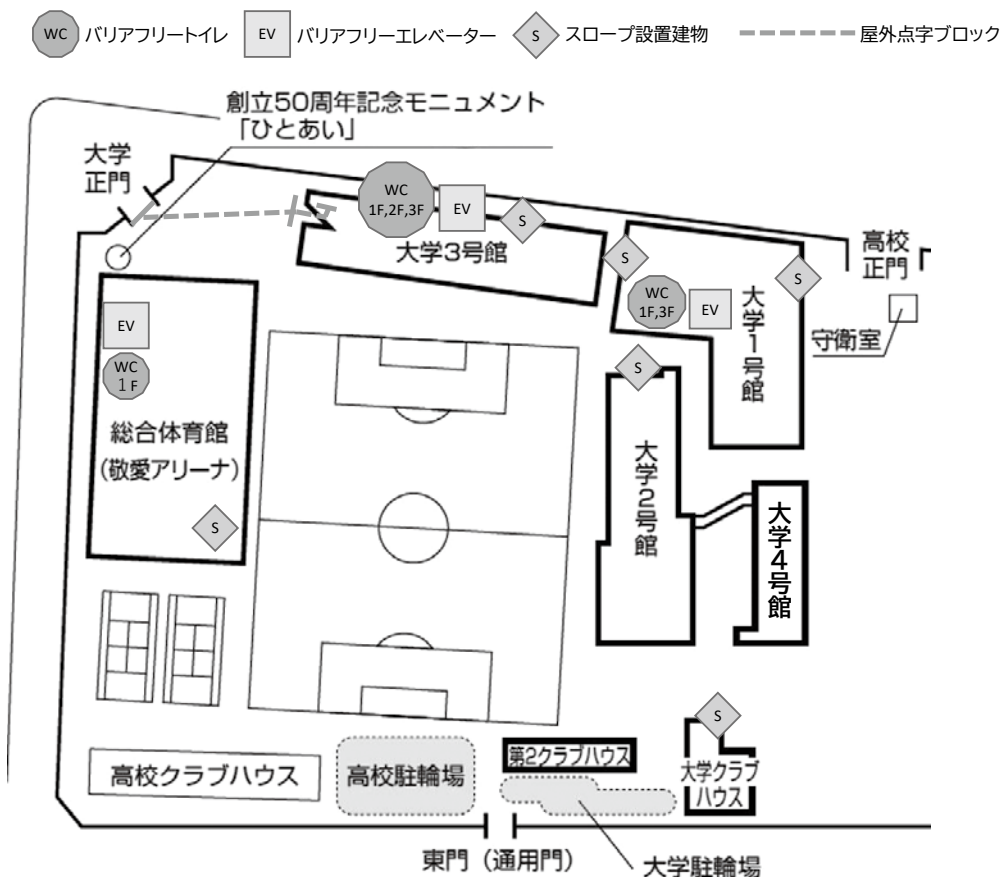 WC バリアフリートイレ EV バリアフリーエレベーター S スロープ設置建物 屋外点字ブロック
創立50周年記念モニュメント
「ひとあい」
大学
正門
WC
1F,2F,3F
EV
S
大学3号館
S
WC
1F,3F
EV
S
大学1号館
高校
正門
守衛室
EV
WC
1F
総合体育館
(敬愛アリーナ)
S
S
大学2号館
大学4号館
高校クラブハウス
高校駐輪場
第2クラブハウス
S
大学クラブ
ハウス
東門（通用門）
大学駐輪場